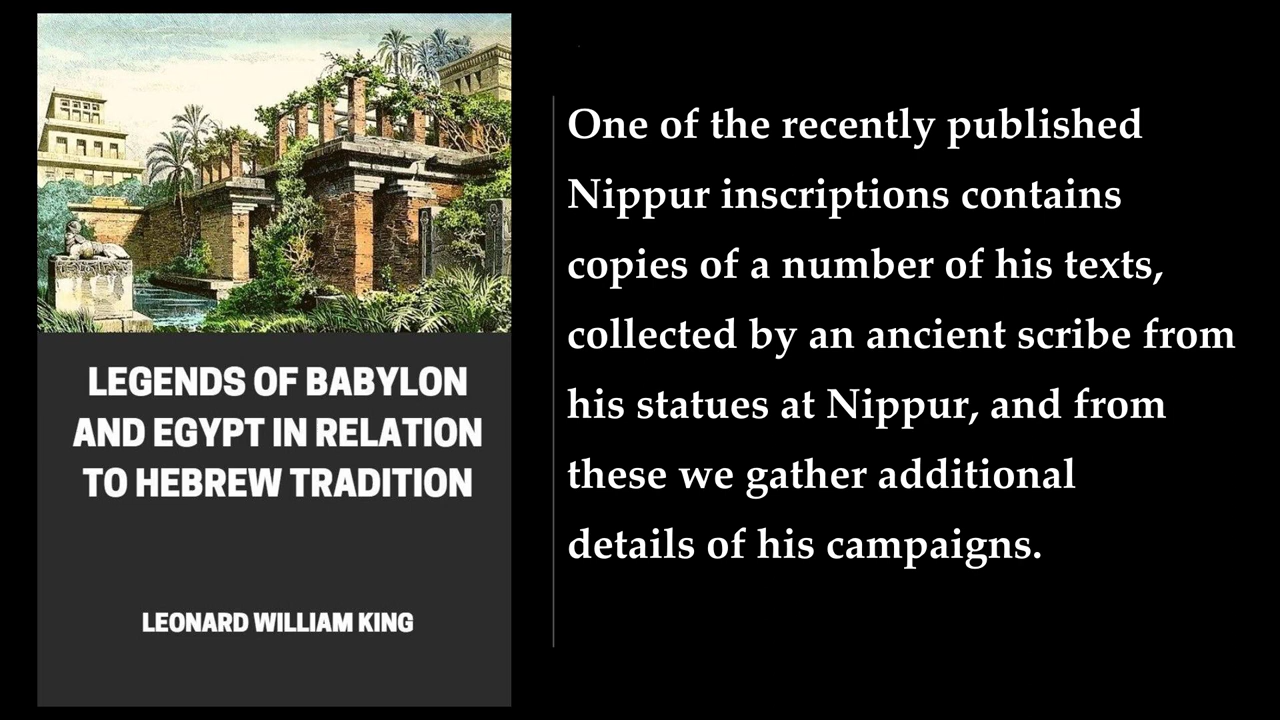 LEGENDS OF BABYLON
AND EGYPT IN RELATION
TO HEBREW TRADITION
LEONARD WILLIAM KING
One of the recently published
Nippur inscriptions contains
copies of a number of his texts,
collected by an ancient scribe from
his statues at Nippur, and from
these we gather additional
details of his campaigns.